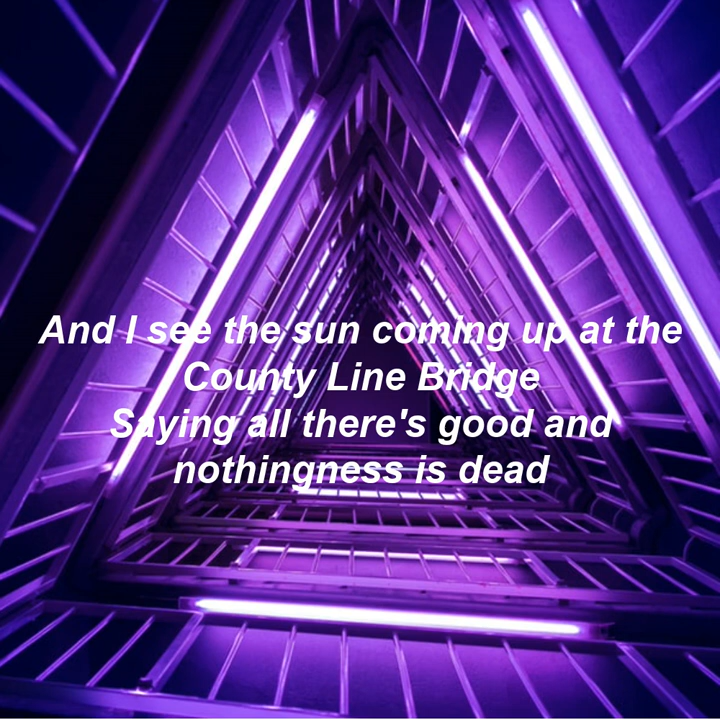 And I see the sun coming up at the
County Line Bridge
Saying all there's good and
nothingness is dead